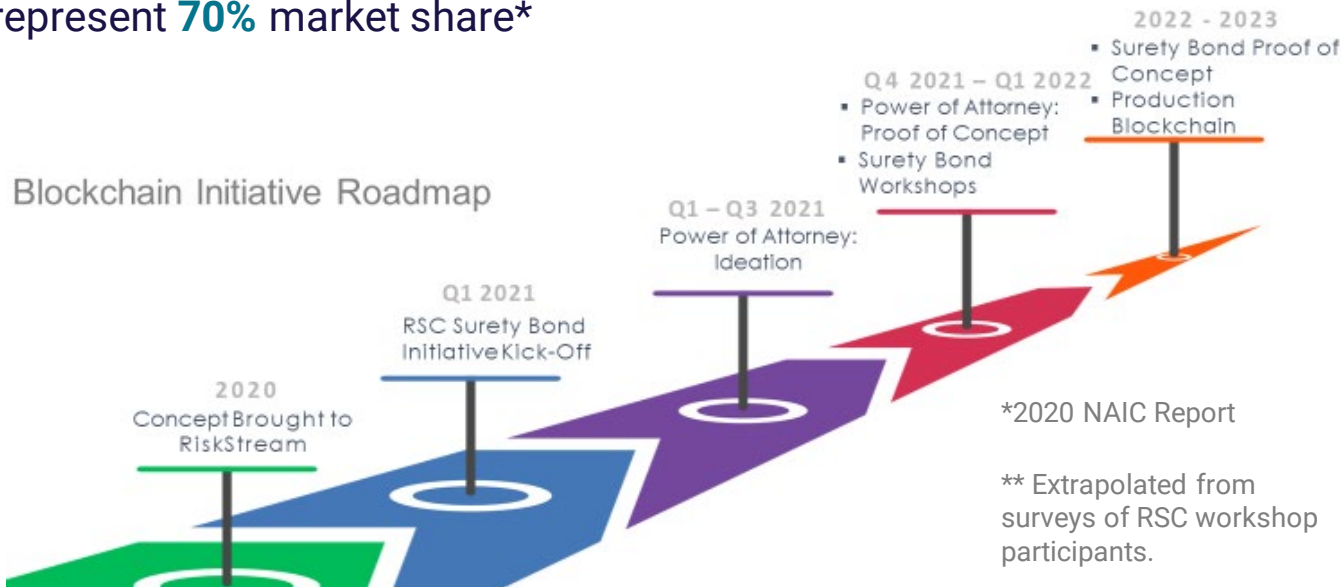 represent 70% market share*
Blockchain Initiative Roadmap
2020
Concept Brought to
RiskStream
Q1 2021
RSC Surety Bond
Initiative Kick-Off
Q1 – Q3 2021
Power of Attorney:
Ideation
Q4 2021 – Q1 2022
▪ Power of Attorney:
Proof of Concept
▪ Surety Bond
Workshops
2022 - 2023
▪ Surety Bond Proof of
Concept
▪ Production
Blockchain
*2020 NAIC Report
** Extrapolated from
surveys of RSC workshop
participants.